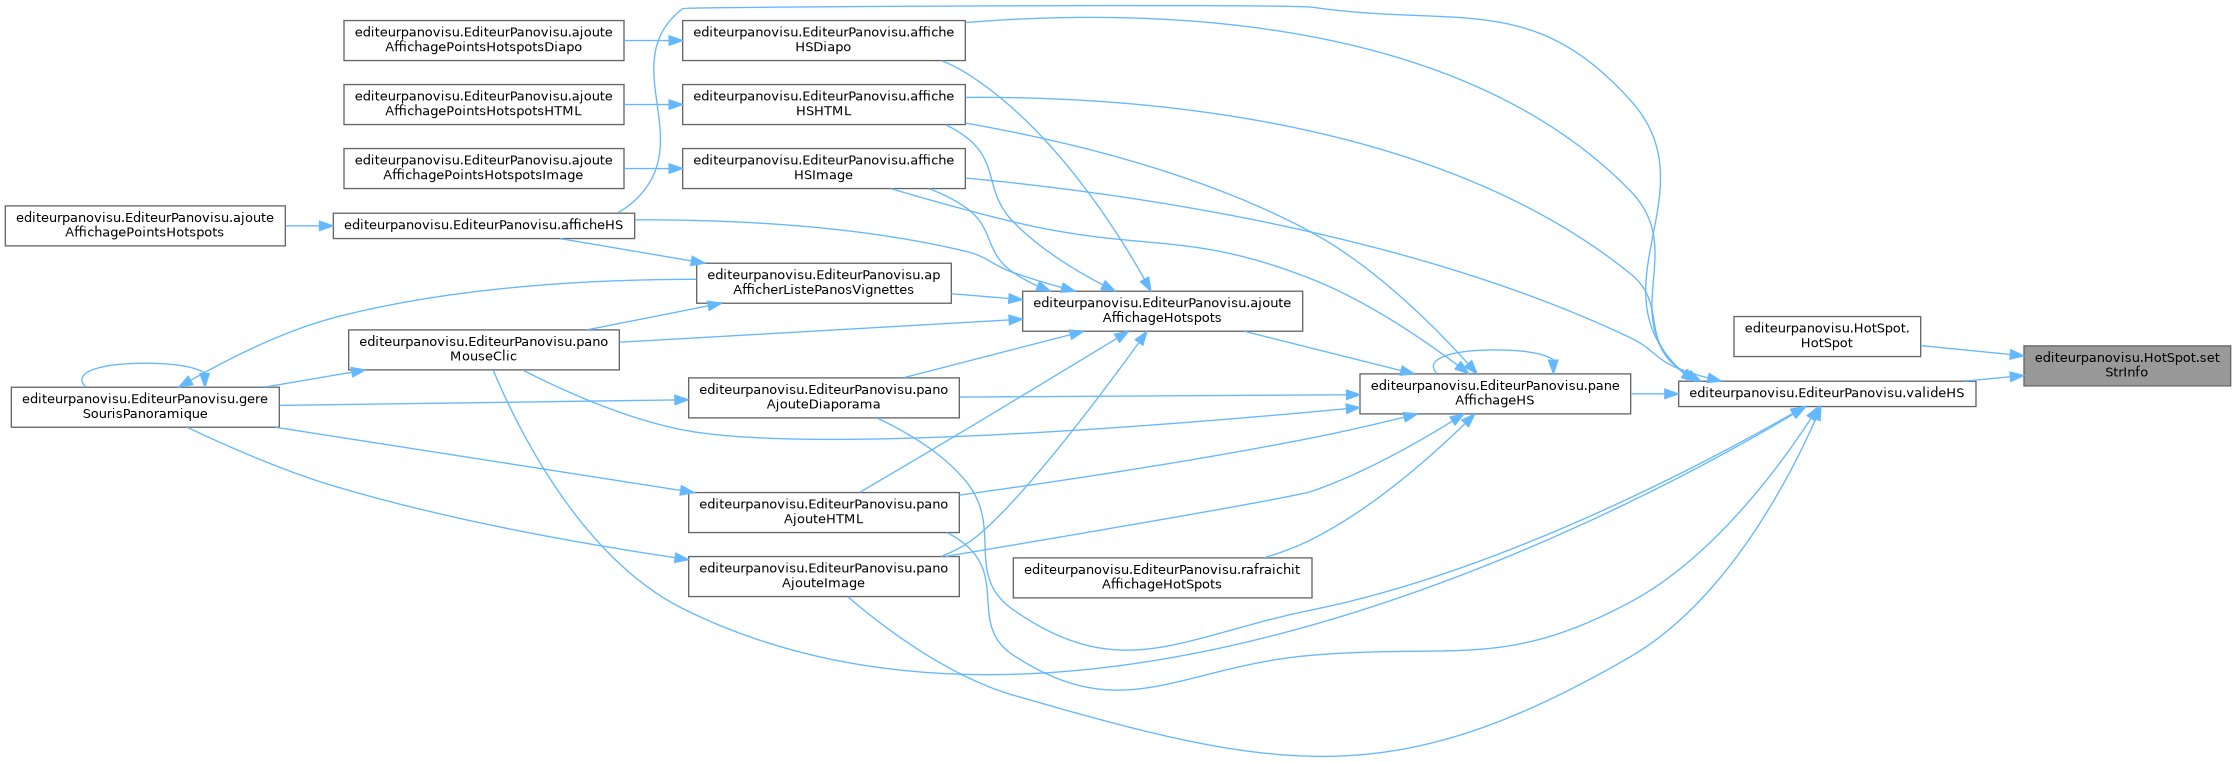 editeurpanovisu.EditeurPanovisu.ajoute
AffichagePointsHotspotsDiapo
editeurpanovisu.EditeurPanovisu.affiche
HSDiapo
editeurpanovisu.EditeurPanovisu.ajoute
AffichagePointsHotspotsHTML
editeurpanovisu.EditeurPanovisu.affiche
HSHTML
editeurpanovisu.EditeurPanovisu.ajoute
AffichagePointsHotspotsImage
editeurpanovisu.EditeurPanovisu.affiche
HSImage
editeurpanovisu.EditeurPanovisu.ajoute
AffichagePointsHotspots
editeurpanovisu.EditeurPanovisu.afficheHS
editeurpanovisu.EditeurPanovisu.ap
AfficherListePanosVignettes
editeurpanovisu.EditeurPanovisu.ajoute
AffichageHotspots
editeurpanovisu.EditeurPanovisu.pano
MouseClic
editeurpanovisu.HotSpot.
HotSpot
editeurpanovisu.HotSpot.set
StrInfo
editeurpanovisu.EditeurPanovisu.gere
SourisPanoramique
editeurpanovisu.EditeurPanovisu.pano
AjouteDiaporama
editeurpanovisu.EditeurPanovisu.pane
AffichageHS
editeurpanovisu.EditeurPanovisu.valideHS
editeurpanovisu.EditeurPanovisu.pano
AjouteHTML
editeurpanovisu.EditeurPanovisu.pano
AjouteImage
editeurpanovisu.EditeurPanovisu.rafraichit
AffichageHotSpots